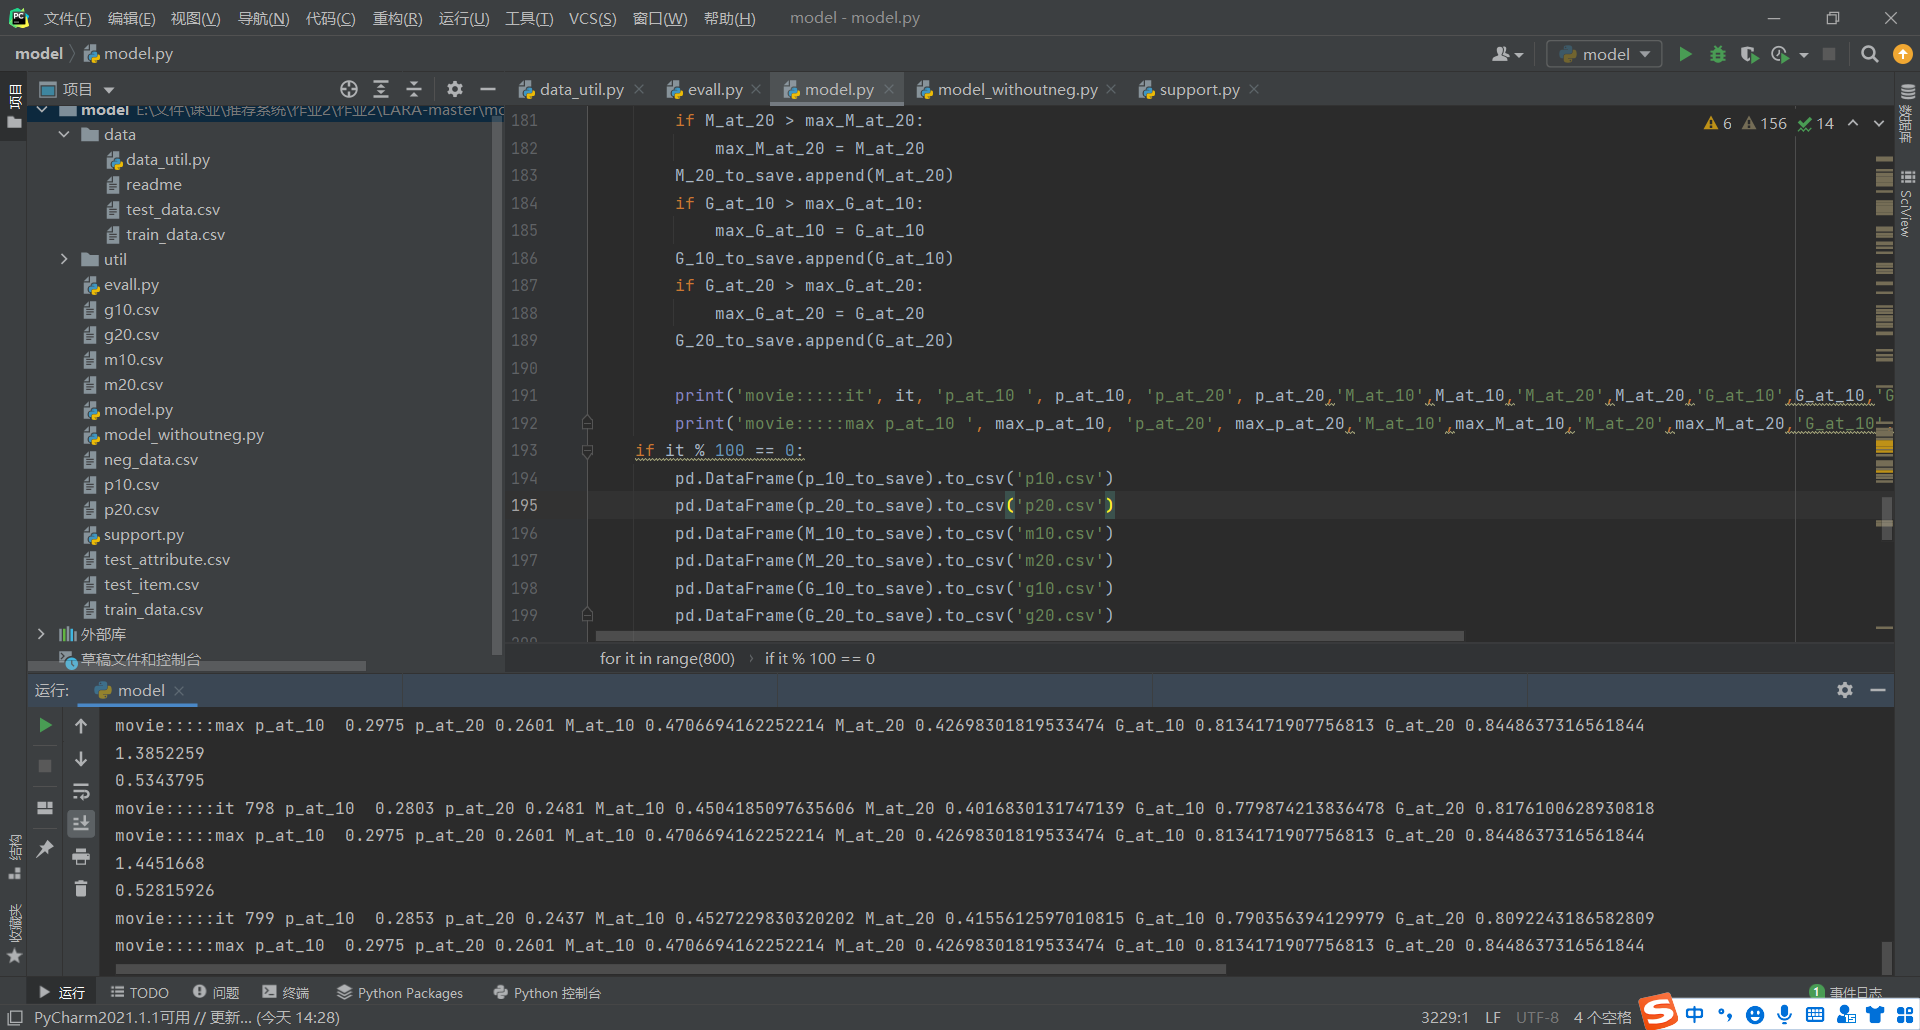 文件(F) 编辑(E) 视图(V) 导航(N) 代码(C) 重构(R) 运行(U) 工具(T) VCS(S) 窗口(W) 帮助(H) model - model.py
model model.py model
项目 data_util.py evall.py model.py model_withoutneg.py support.py
项目
model E:\文件\课业\推荐系统\作业2\作业2\LARA-master\mo
data
data_util.py
readme
test_data.csv
train_data.csv
util
evall.py
g10.csv
g20.csv
m10.csv
m20.csv
model.py
model_withoutneg.py
neg_data.csv
p10.csv
p20.csv
support.py
test_attribute.csv
test_item.csv
train_data.csv
外部库
草稿文件和控制台
6 156 14
181 if M_at_20 > max_M_at_20:
182 max_M_at_20 = M_at_20
183 M_20_to_save.append(M_at_20)
184 if G_at_10 > max_G_at_10:
185 max_G_at_10 = G_at_10
186 G_10_to_save.append(G_at_10)
187 if G_at_20 > max_G_at_20:
188 max_G_at_20 = G_at_20
189 G_20_to_save.append(G_at_20)
190
191 print('movie:::::it', it, 'p_at_10 ', p_at_10, 'p_at_20', p_at_20,'M_at_10',M_at_10,'M_at_20',M_at_20,'G_at_10',G_at_10,'G
192 print('movie:::::max p_at_10 ', max_p_at_10, 'p_at_20', max_p_at_20,'M_at_10',max_M_at_10,'M_at_20',max_M_at_20,'G_at_10'
193 if it % 100 == 0:
194 pd.DataFrame(p_10_to_save).to_csv('p10.csv')
195 pd.DataFrame(p_20_to_save).to_csv('p20.csv')
196 pd.DataFrame(M_10_to_save).to_csv('m10.csv')
197 pd.DataFrame(M_20_to_save).to_csv('m20.csv')
198 pd.DataFrame(G_10_to_save).to_csv('g10.csv')
199 pd.DataFrame(G_20_to_save).to_csv('g20.csv')
for it in range(800) › if it % 100 == 0
数据库
SciView
运行: model
movie:::::max p_at_10  0.2975 p_at_20 0.2601 M_at_10 0.4706694162252214 M_at_20 0.42698301819533474 G_at_10 0.8134171907756813 G_at_20 0.8448637316561844
1.3852259
0.5343795
movie:::::it 798 p_at_10  0.2803 p_at_20 0.2481 M_at_10 0.4504185097635606 M_at_20 0.4016830131747139 G_at_10 0.779874213836478 G_at_20 0.8176100628930818
movie:::::max p_at_10  0.2975 p_at_20 0.2601 M_at_10 0.4706694162252214 M_at_20 0.42698301819533474 G_at_10 0.8134171907756813 G_at_20 0.8448637316561844
1.4451668
0.52815926
movie:::::it 799 p_at_10  0.2853 p_at_20 0.2437 M_at_10 0.4527229830320202 M_at_20 0.4155612597010815 G_at_10 0.790356394129979 G_at_20 0.8092243186582809
movie:::::max p_at_10  0.2975 p_at_20 0.2601 M_at_10 0.4706694162252214 M_at_20 0.42698301819533474 G_at_10 0.8134171907756813 G_at_20 0.8448637316561844
结构
收藏夹
运行 TODO 问题 终端 Python Packages Python 控制台 1 事件日志
PyCharm2021.1.1可用 // 更新... (今天 14:28) 3229:1 LF UTF-8 4 个空格 中